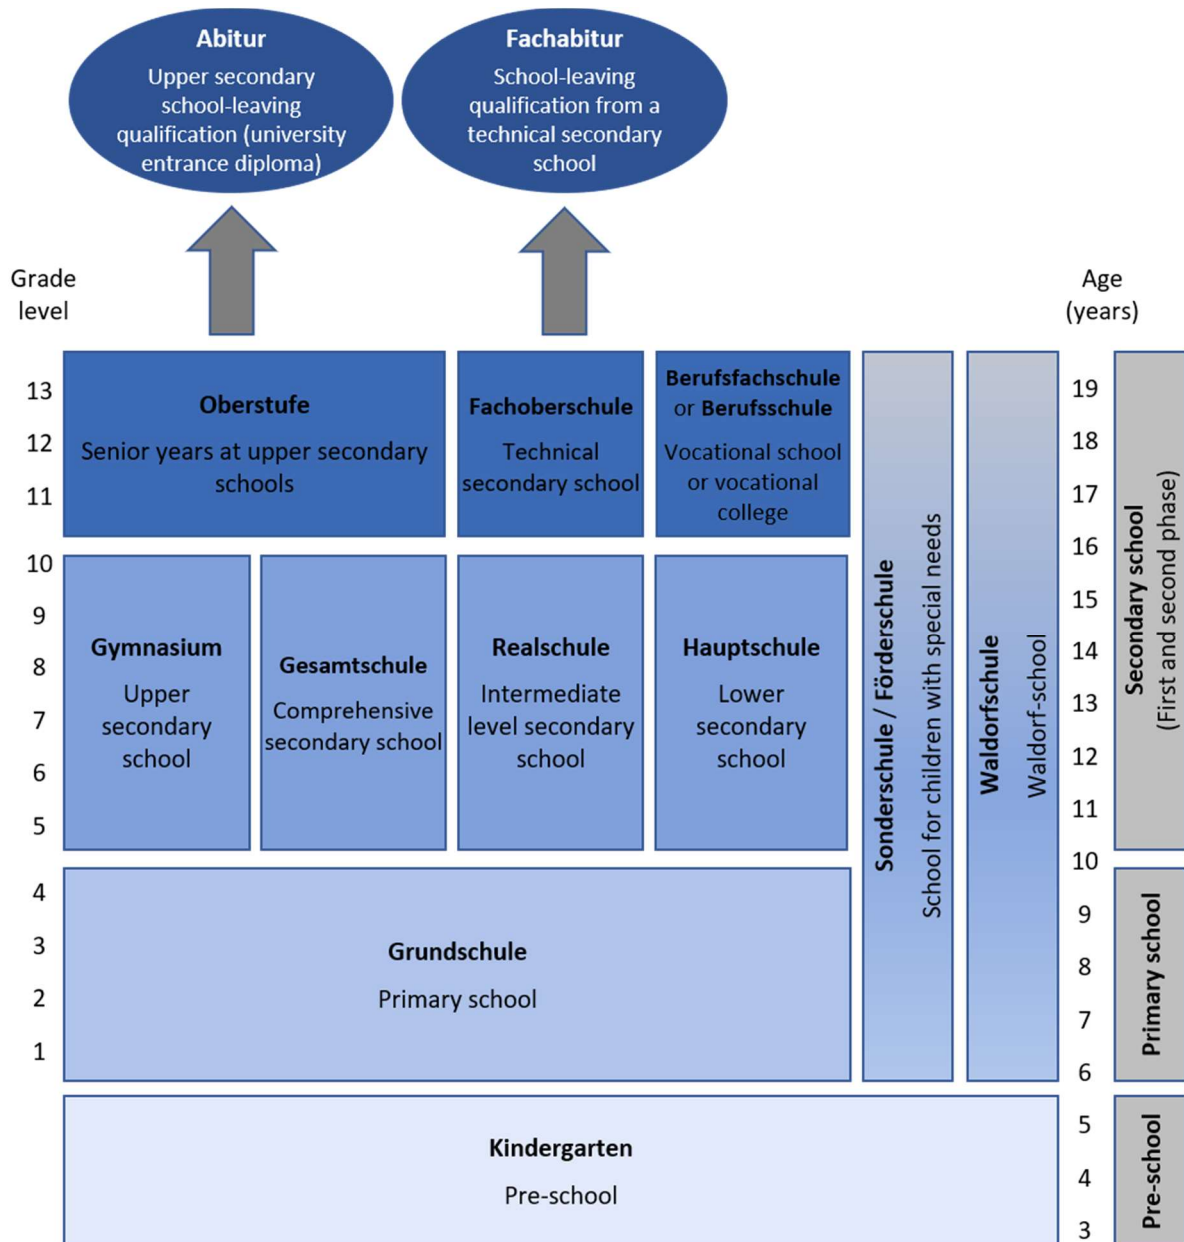 Abitur
Upper secondary
school-leaving
qualification (university
entrance diploma)
Fachabitur
School-leaving
qualification from a
technical secondary
school
Grade
level
Age
(years)
13
12
11
10
9
8
7
6
5
4
3
2
1
Oberstufe
Senior years at upper secondary
schools
Fachoberschule
Technical
secondary school
Berufsfachschule
or Berufsschule
Vocational school
or vocational
college
Gymnasium
Upper
secondary
school
Gesamtschule
Comprehensive
secondary school
Realschule
Intermediate
level secondary
school
Hauptschule
Lower
secondary
school
Grundschule
Primary school
Kindergarten
Pre-school
Sonderschule / Förderschule
School for children with special needs
Waldorfschule
Waldorf-school
19
18
17
16
15
14
13
12
11
10
9
8
7
6
5
4
3
Secondary school
(First and second phase)
Primary school
Pre-school